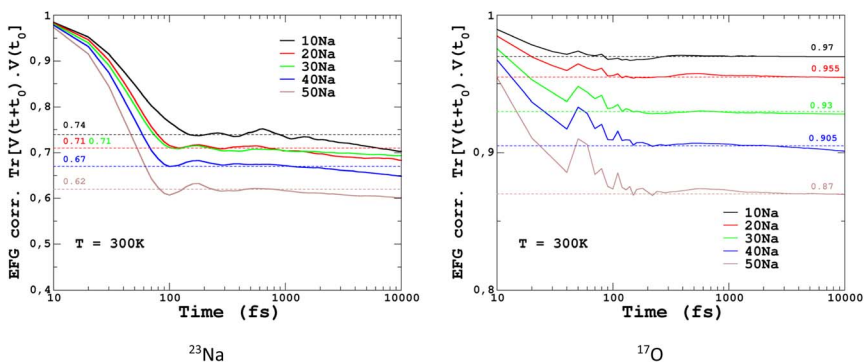 EFG corr. Tr[V(t+t0).V(t0]
1
0,9
0,8
0,7
0,6
0,5
0,4
10Na
20Na
30Na
40Na
50Na
0.74
0.71 0.71
0.67
0.62
T = 300K
10 100 1000 10000
Time (fs)
23Na
EFG corr. Tr[V(t+t0).V(t0]
1
0,9
0,8
0.97
0.955
0.93
0.905
0.87
10Na
20Na
30Na
40Na
50Na
T = 300K
10 100 1000 10000
Time (fs)
17O